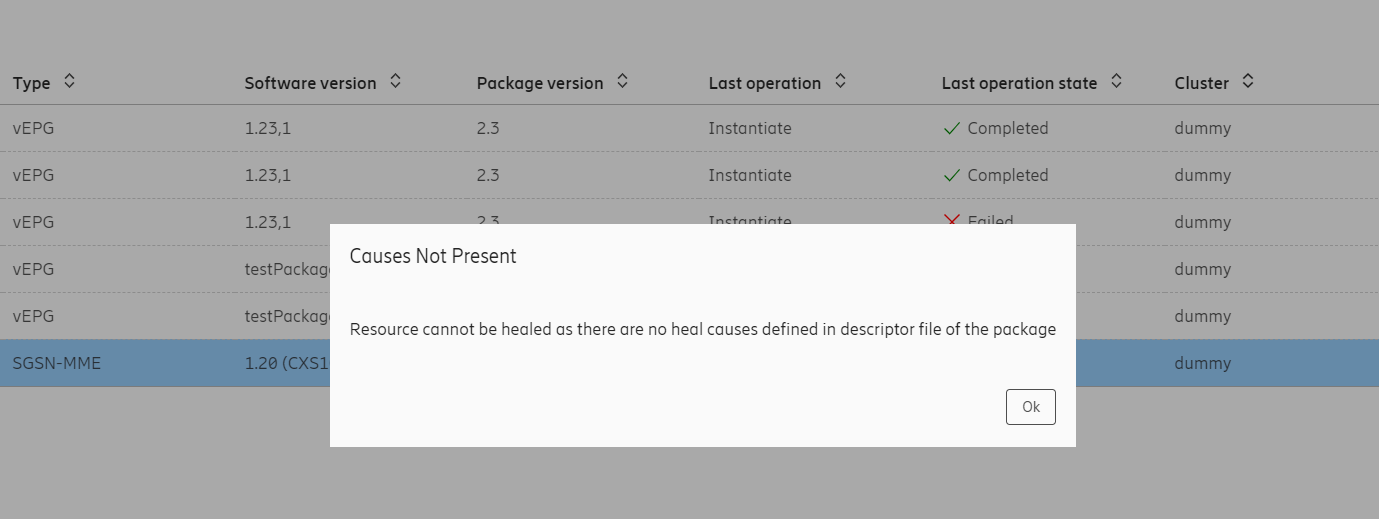 Type Software version Package version Last operation Last operation state Cluster
vEPG 1.23,1 2.3 Instantiate Completed dummy
vEPG 1.23,1 2.3 Instantiate Completed dummy
vEPG 1.23,1 2.3 Instantiate Failed dummy
Causes Not Present
vEPG testPackage dummy
vEPG testPackage dummy
Resource cannot be healed as there are no heal causes defined in descriptor file of the package
SGSN-MME 1.20 (CXS1 dummy
Ok